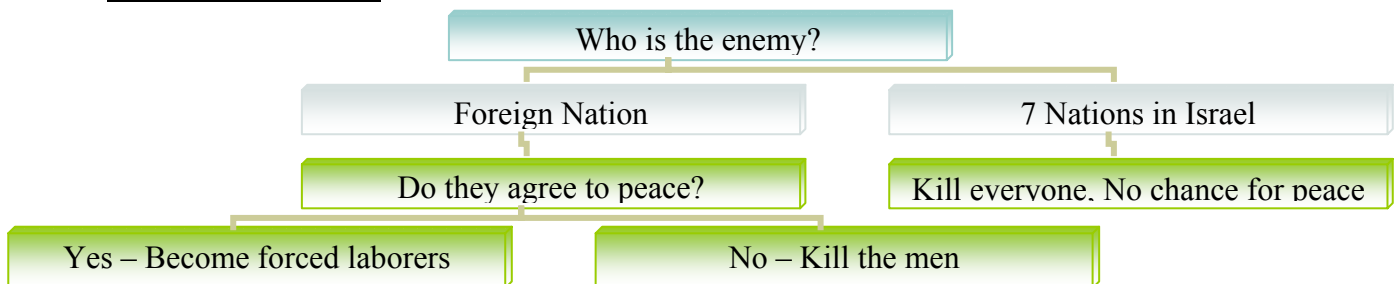 Who is the enemy?
Foreign Nation
7 Nations in Israel
Do they agree to peace?
Kill everyone, No chance for peace
Yes – Become forced laborers
No – Kill the men